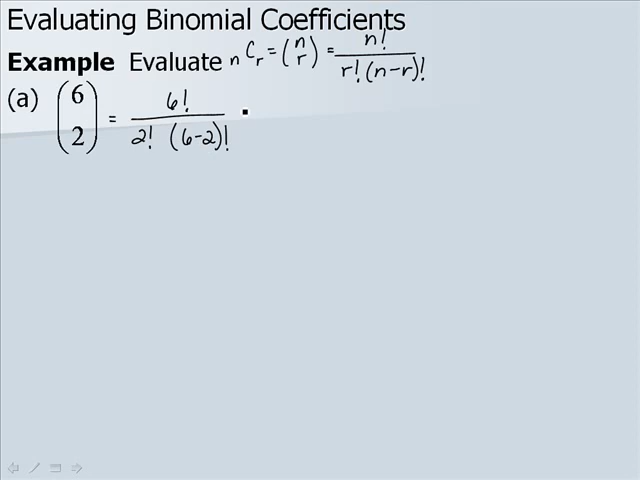 Evaluating Binomial Coefficients
Example Evaluate nCr = (n r) = n! / r!(n-r)!
(a) (6 2) = 6! / 2! (6-2)!